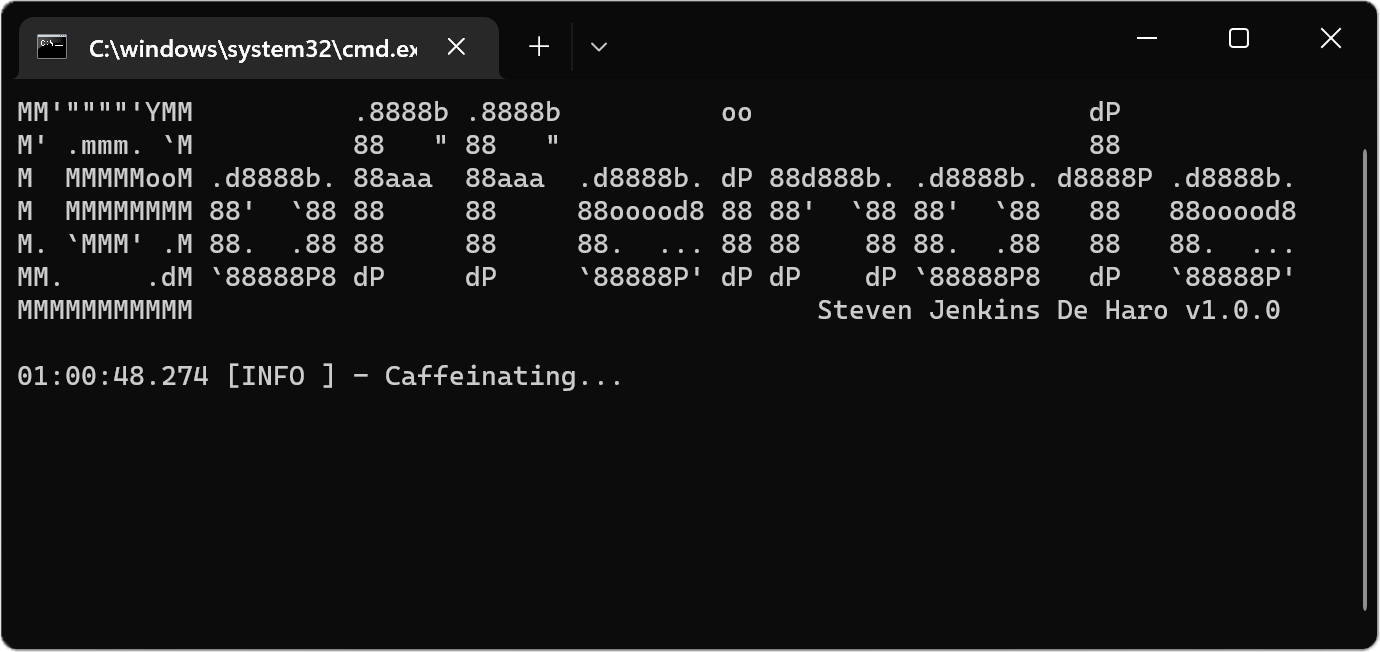 C:\windows\system32\cmd.ex
MM'""""'YMM          .8888b .8888b          oo                      dP
M' .mmm. `M          88   " 88   "                                  88
M  MMMMMooM .d8888b. 88aaa  88aaa  .d8888b. dP 88d888b. .d8888b. d8888P .d8888b.
M  MMMMMMMM 88'  `88 88     88     88ooood8 88 88'  `88 88'  `88   88   88ooood8
M. `MMM' .M 88.  .88 88     88     88.  ... 88 88    88 88.  .88   88   88.  ...
MM.     .dM `88888P8 dP     dP     `88888P' dP dP    dP `88888P8   dP   `88888P'
MMMMMMMMMMM                                       Steven Jenkins De Haro v1.0.0
01:00:48.274 [INFO ] - Caffeinating...